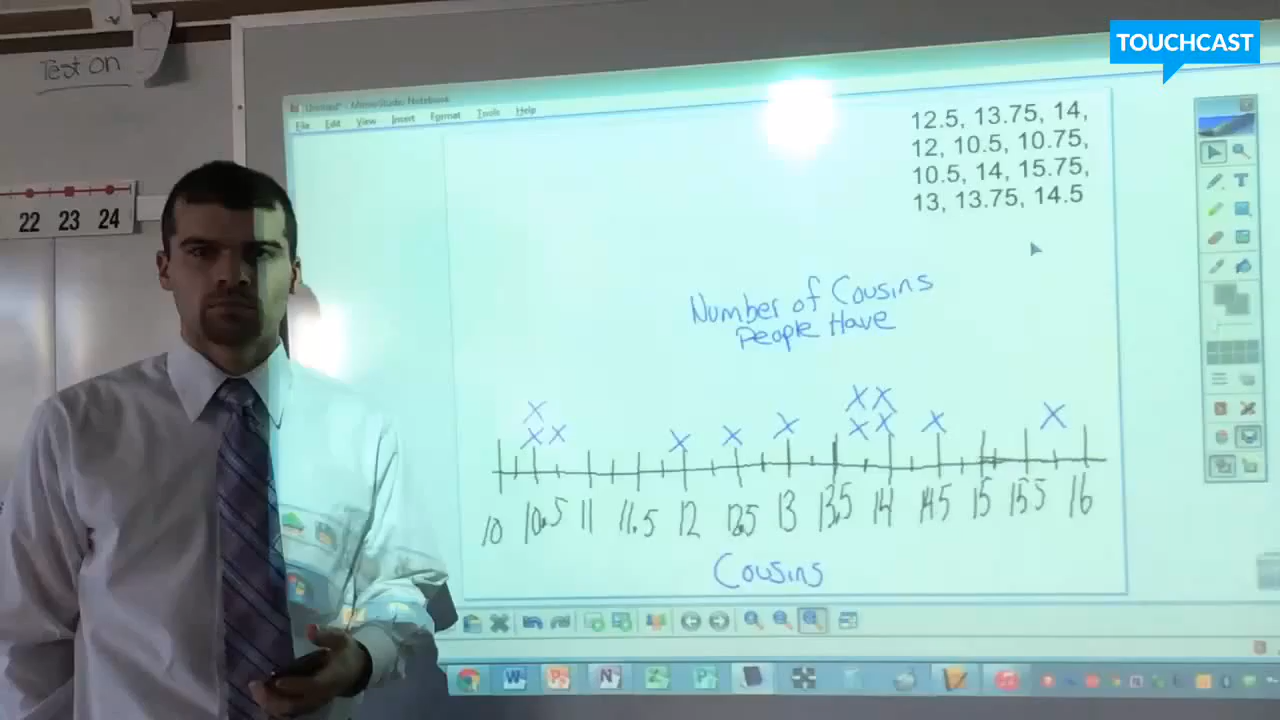 TOUCHCAST
Test on
Untitled* - MimioStudio Notebook
File Edit View Insert Format Tools Help
12.5, 13.75, 14,
12, 10.5, 10.75,
10.5, 14, 15.75,
13, 13.75, 14.5
22 23 24
Number of Cousins
People Have
X X X
X X X X X X X X X
10 10.5 11 11.5 12 12.5 13 13.5 14 14.5 15 15.5 16
Cousins